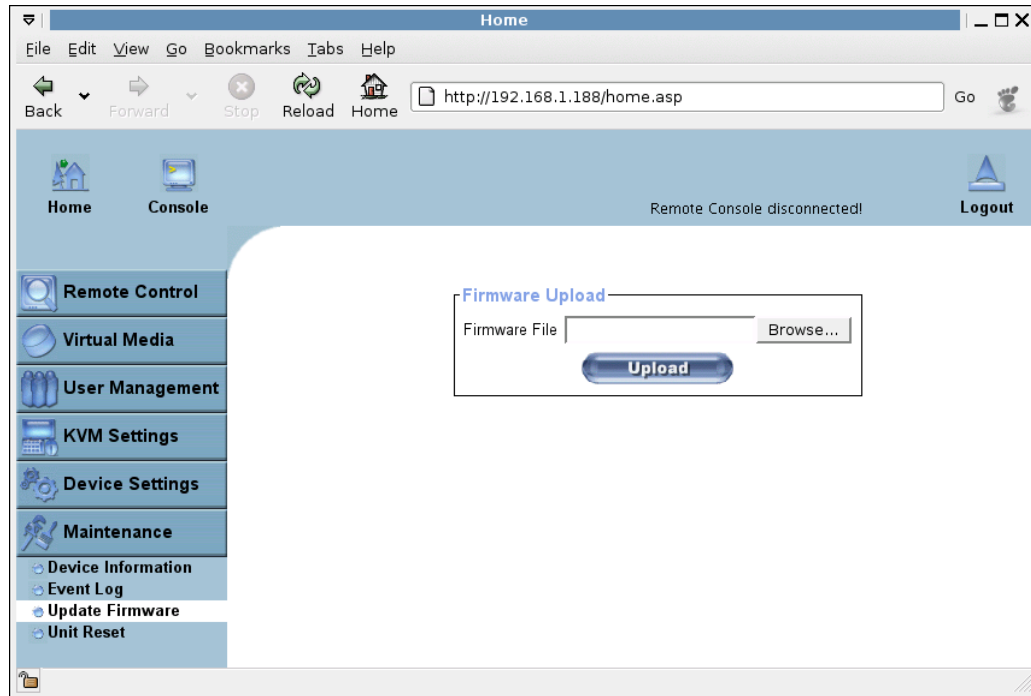 Home
File Edit View Go Bookmarks Tabs Help
Back Forward Stop Reload Home http://192.168.1.188/home.asp Go
Home Console Remote Console disconnected! Logout
Remote Control
Virtual Media
User Management
KVM Settings
Device Settings
Maintenance
Device Information
Event Log
Update Firmware
Unit Reset
Firmware Upload
Firmware File Browse...
Upload